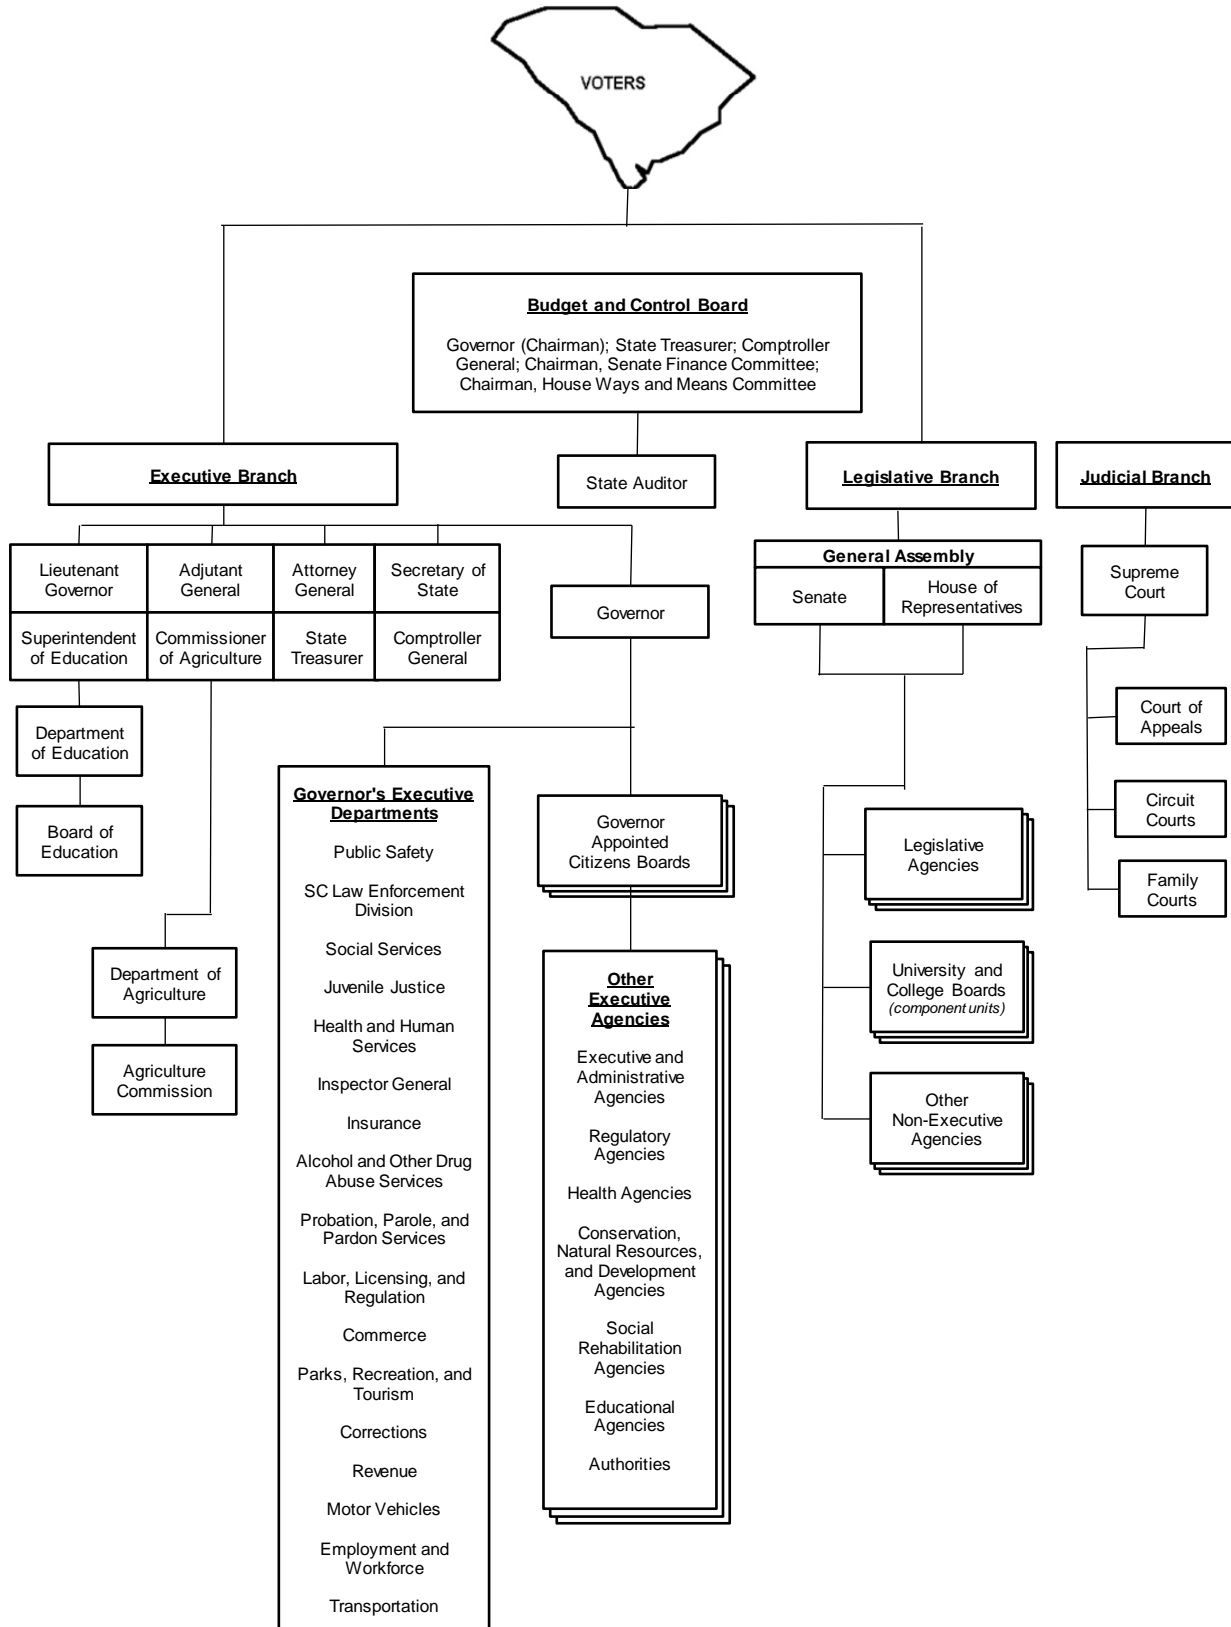 VOTERS
Budget and Control Board
Governor (Chairman); State Treasurer; Comptroller
General; Chairman, Senate Finance Committee;
Chairman, House Ways and Means Committee
Executive Branch
State Auditor
Legislative Branch
Judicial Branch
Lieutenant
Governor
Adjutant
General
Attorney
General
Secretary of
State
Superintendent
of Education
Commissioner
of Agriculture
State
Treasurer
Comptroller
General
Governor
General Assembly
Senate
House of
Representatives
Supreme
Court
Department
of Education
Board of
Education
Department of
Agriculture
Agriculture
Commission
Governor's Executive
Departments
Public Safety
SC Law Enforcement
Division
Social Services
Juvenile Justice
Health and Human
Services
Inspector General
Insurance
Alcohol and Other Drug
Abuse Services
Probation, Parole, and
Pardon Services
Labor, Licensing, and
Regulation
Commerce
Parks, Recreation, and
Tourism
Corrections
Revenue
Motor Vehicles
Employment and
Workforce
Transportation
Governor
Appointed
Citizens Boards
Other
Executive
Agencies
Executive and
Administrative
Agencies
Regulatory
Agencies
Health Agencies
Conservation,
Natural Resources,
and Development
Agencies
Social
Rehabilitation
Agencies
Educational
Agencies
Authorities
Legislative
Agencies
University and
College Boards
(component units)
Other
Non-Executive
Agencies
Court of
Appeals
Circuit
Courts
Family
Courts